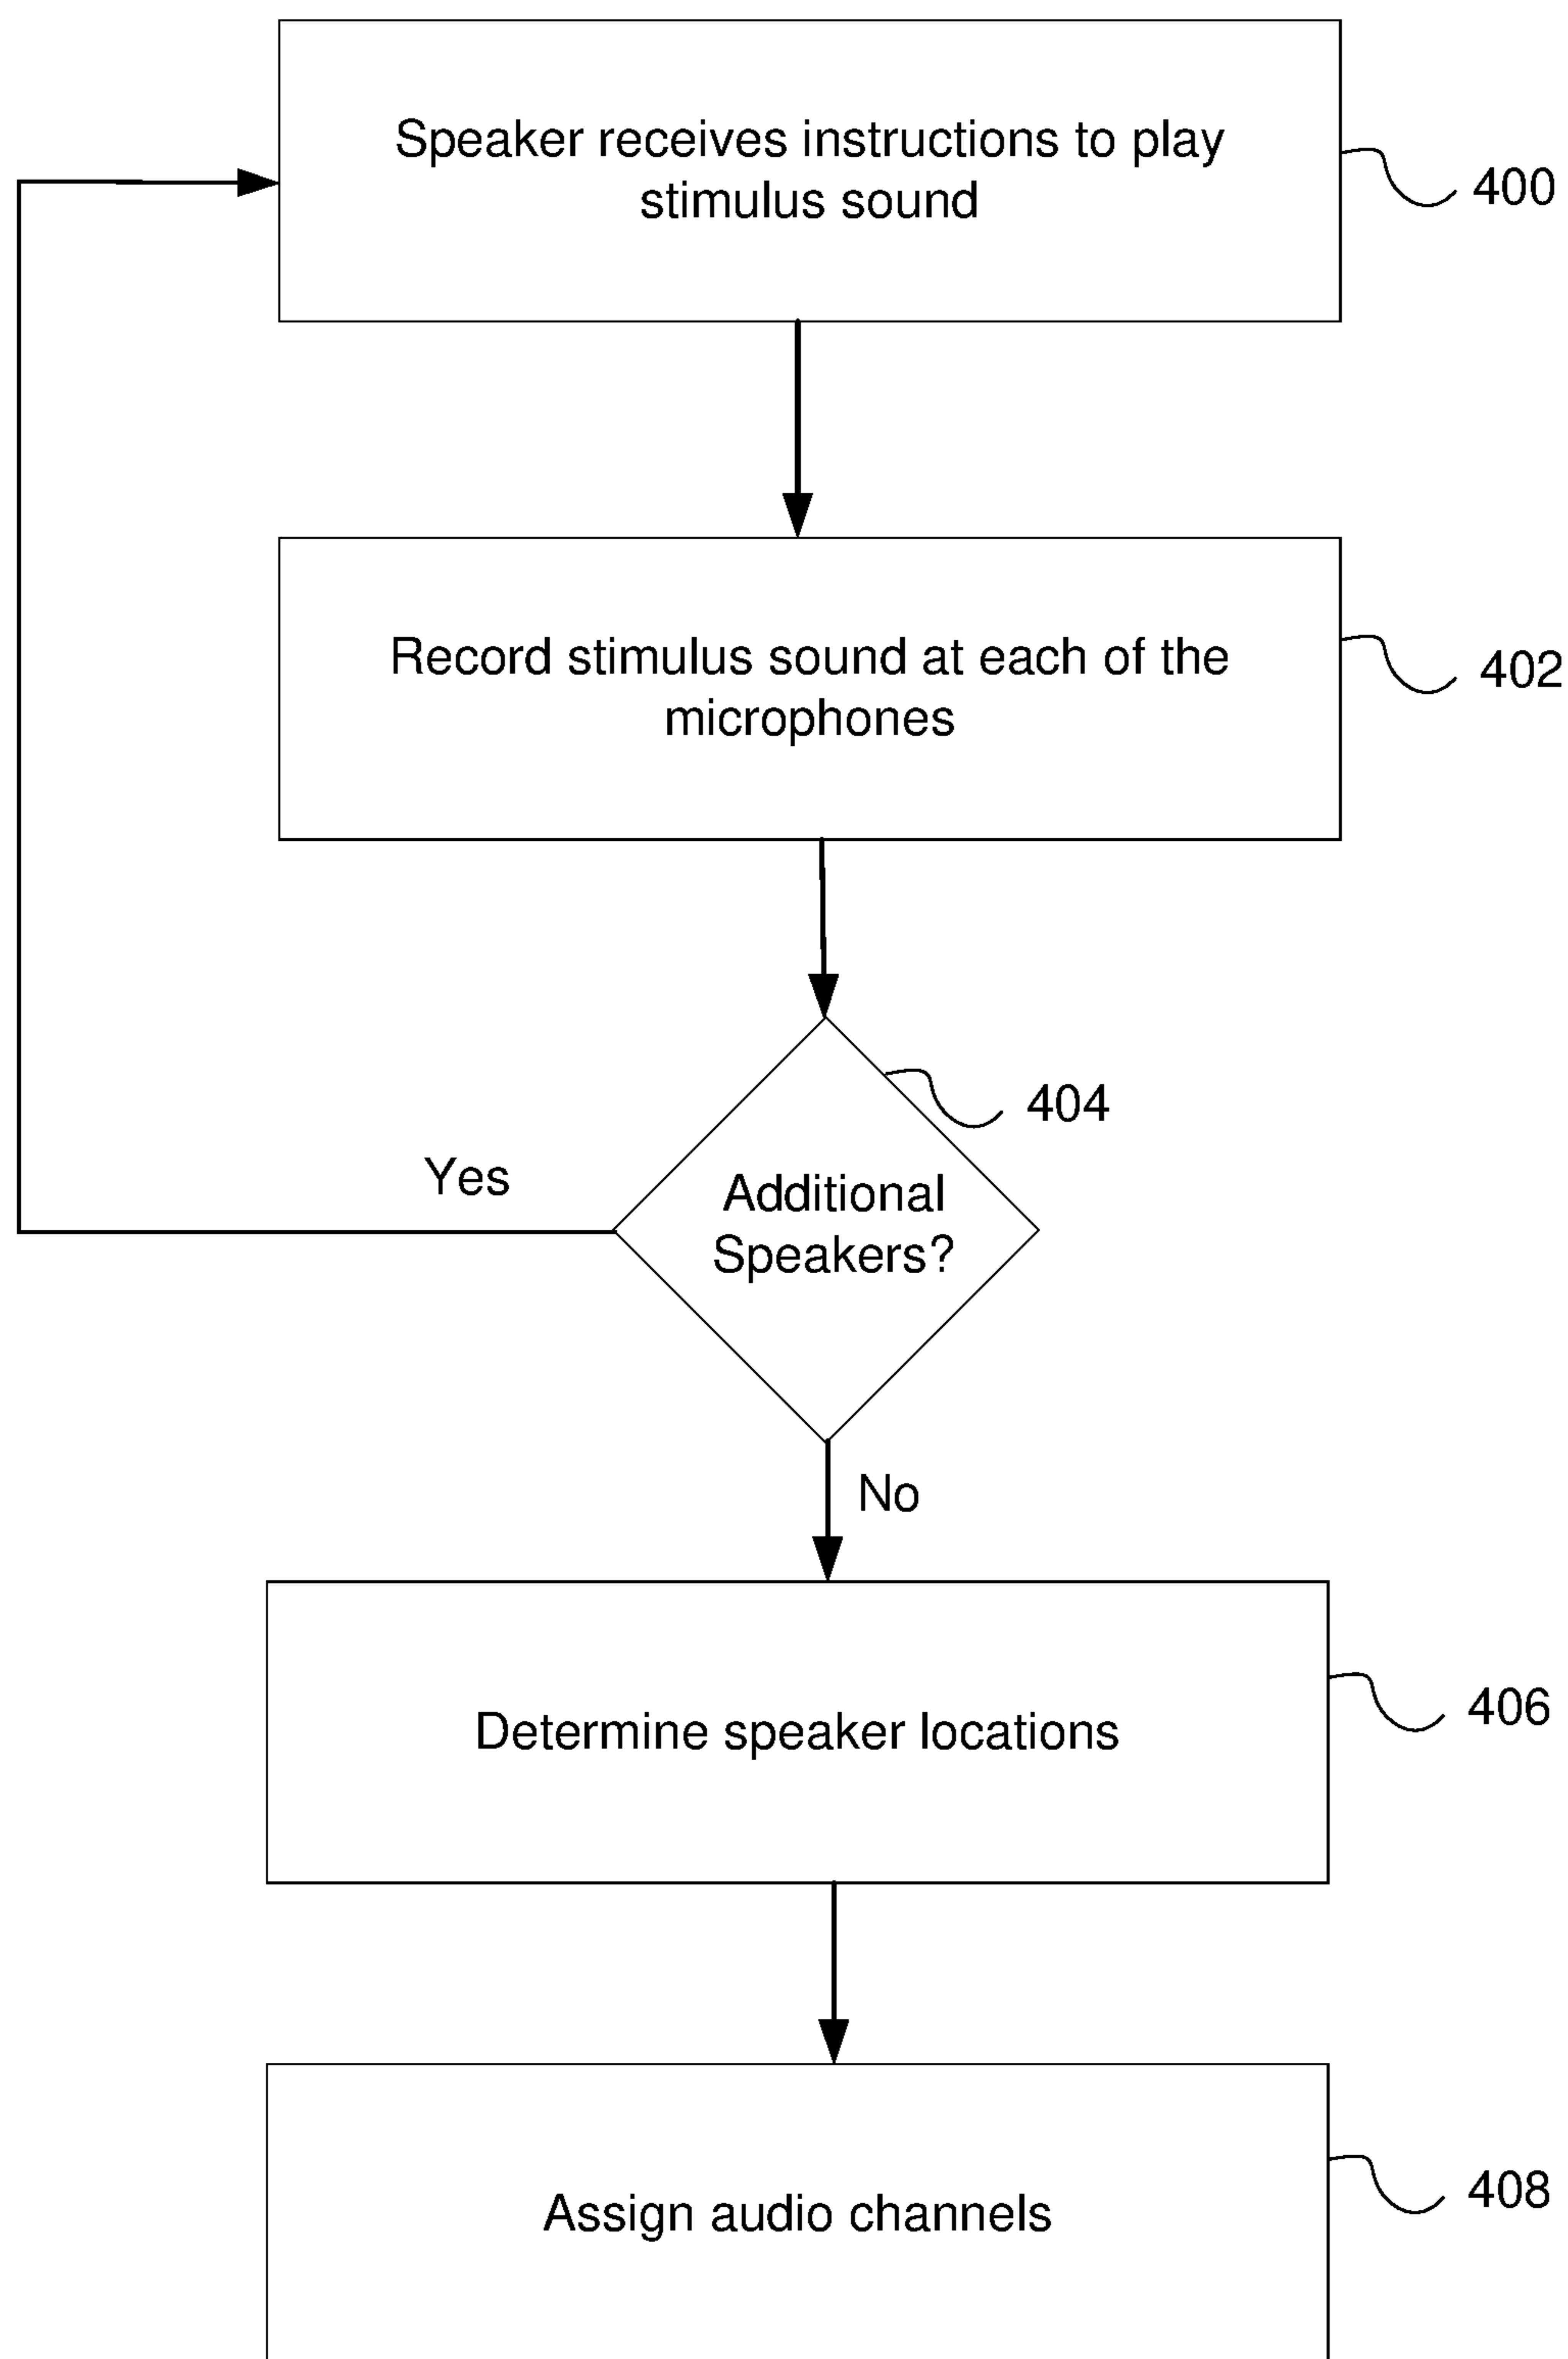 Speaker receives instructions to play
stimulus sound
400
Record stimulus sound at each of the
microphones
402
404
Yes
Additional
Speakers?
No
Determine speaker locations
406
Assign audio channels
408